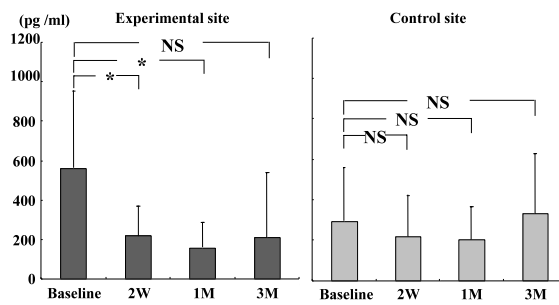 (pg /ml) Experimental site Control site
1200
NS
*
1000
*
NS
800
NS
NS
600
400
200
0
Baseline 2W 1M 3M Baseline 2W 1M 3M